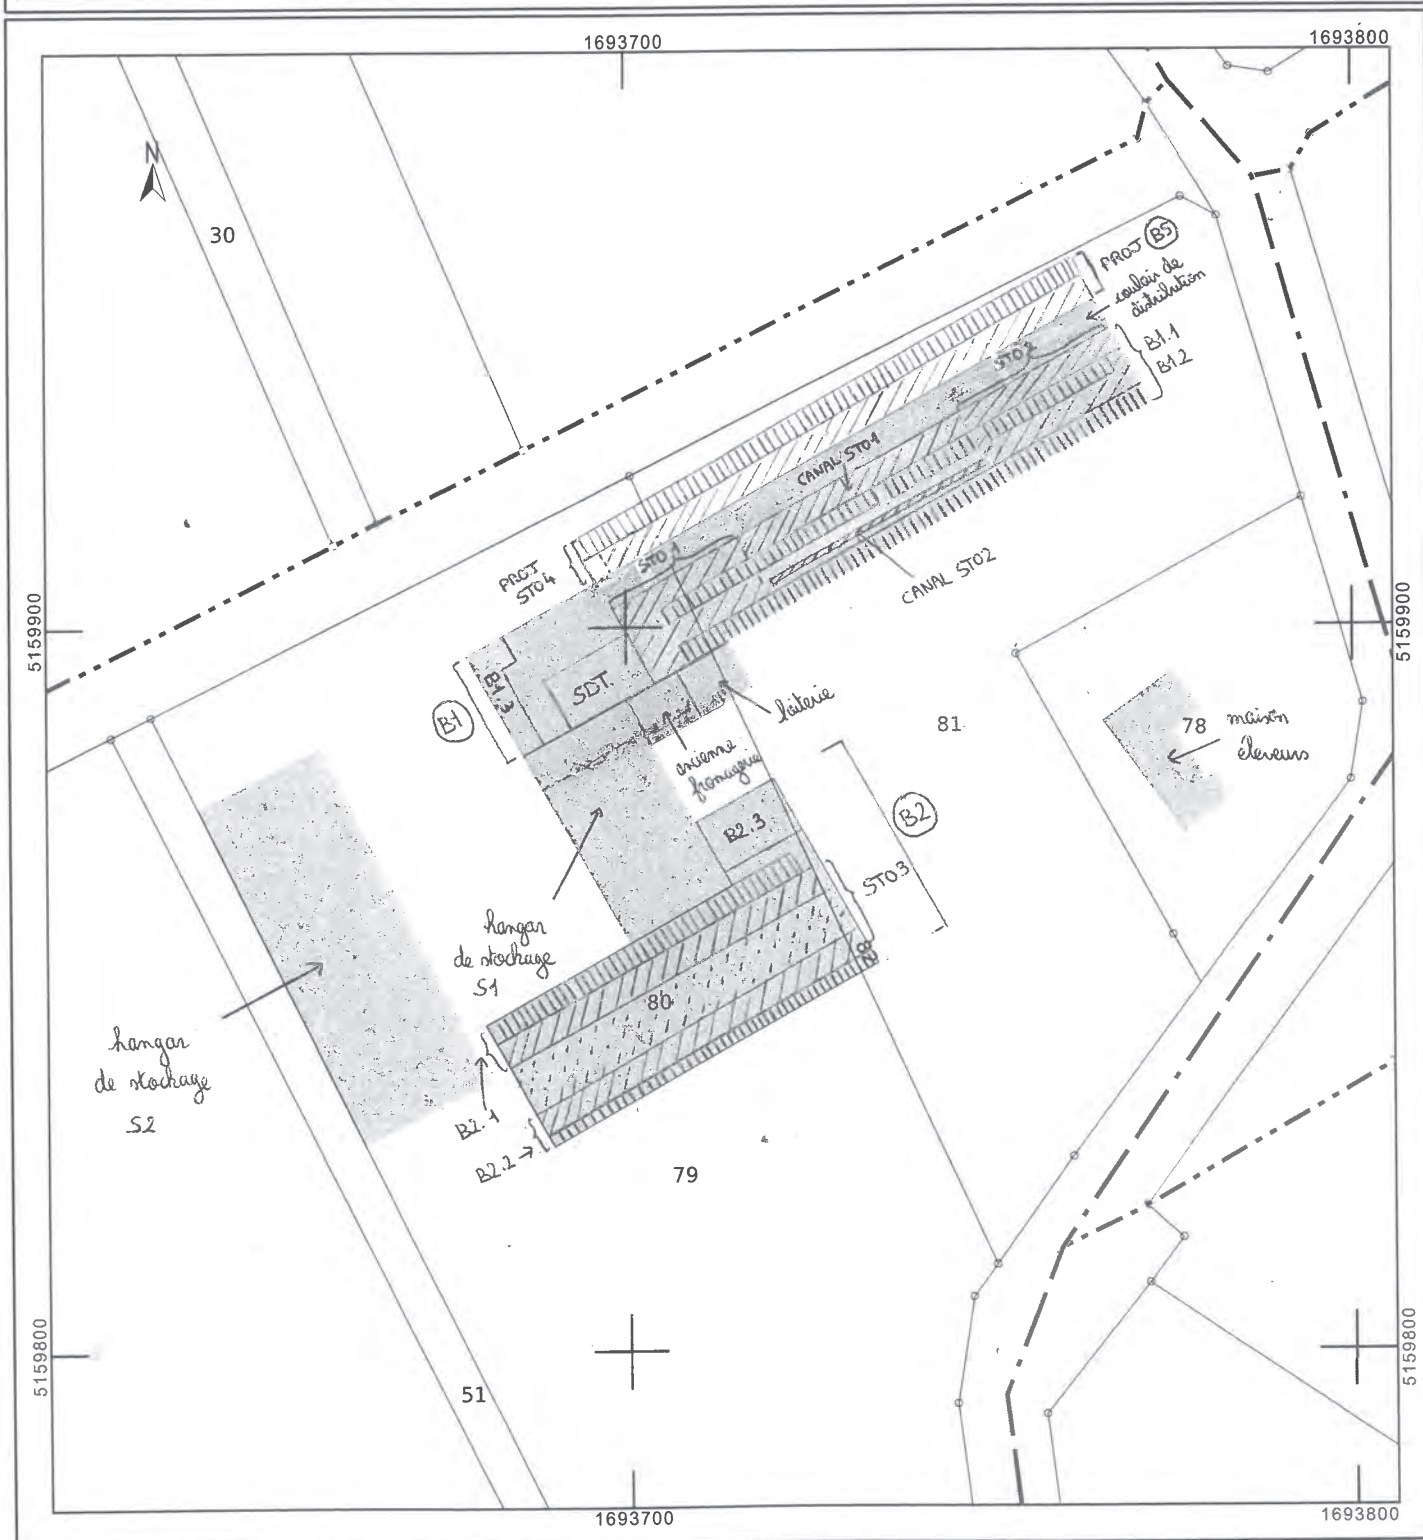 1693700
1693800
N
30
PROJ B5
couloir de
distribution
STO2
B1.1
B1.2
CANAL STO1
STO1
PROJ
STO4
CANAL STO2
5159900
5159900
B1.3
SDT.
B1
laiterie
81
78
maison
éleveurs
ancienne
fromagerie
B2
B2.3
STO3
hangar
de stockage
S1
80
hangar
de stockage
S2
B2.1
B2.2
79
5159800
5159800
51
1693700
1693800